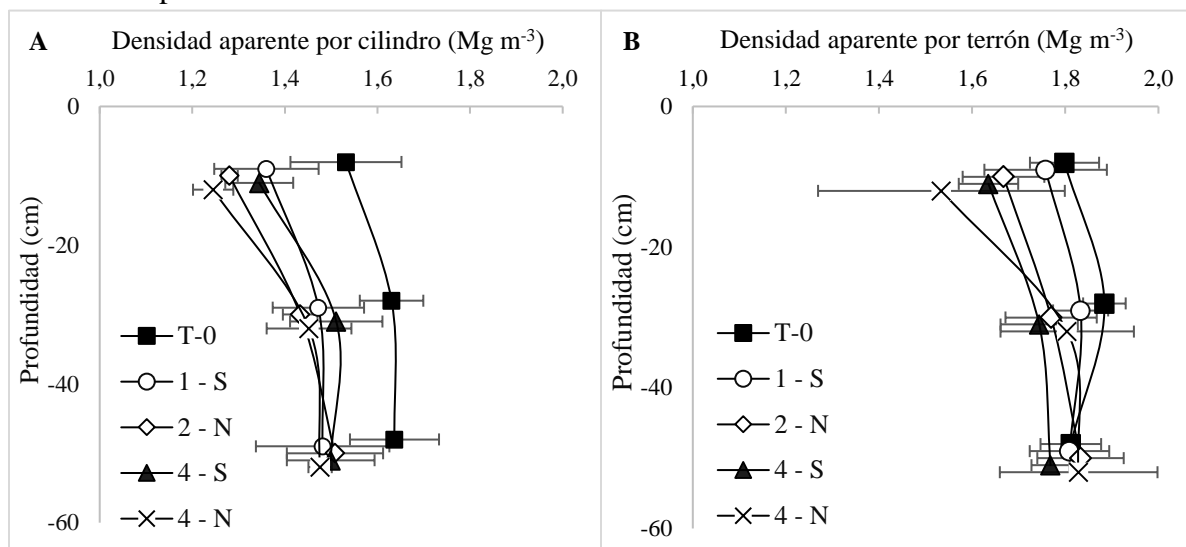 A Densidad aparente por cilindro (Mg m-3)
1,0 1,2 1,4 1,6 1,8 2,0
0
-20
-40
-60
Profundidad (cm)
T-0
1 - S
2 - N
4 - S
4 - N
B Densidad aparente por terrón (Mg m-3)
1,0 1,2 1,4 1,6 1,8 2,0
0
-20
-40
-60
Profundidad (cm)
T-0
1 - S
2 - N
4 - S
4 - N